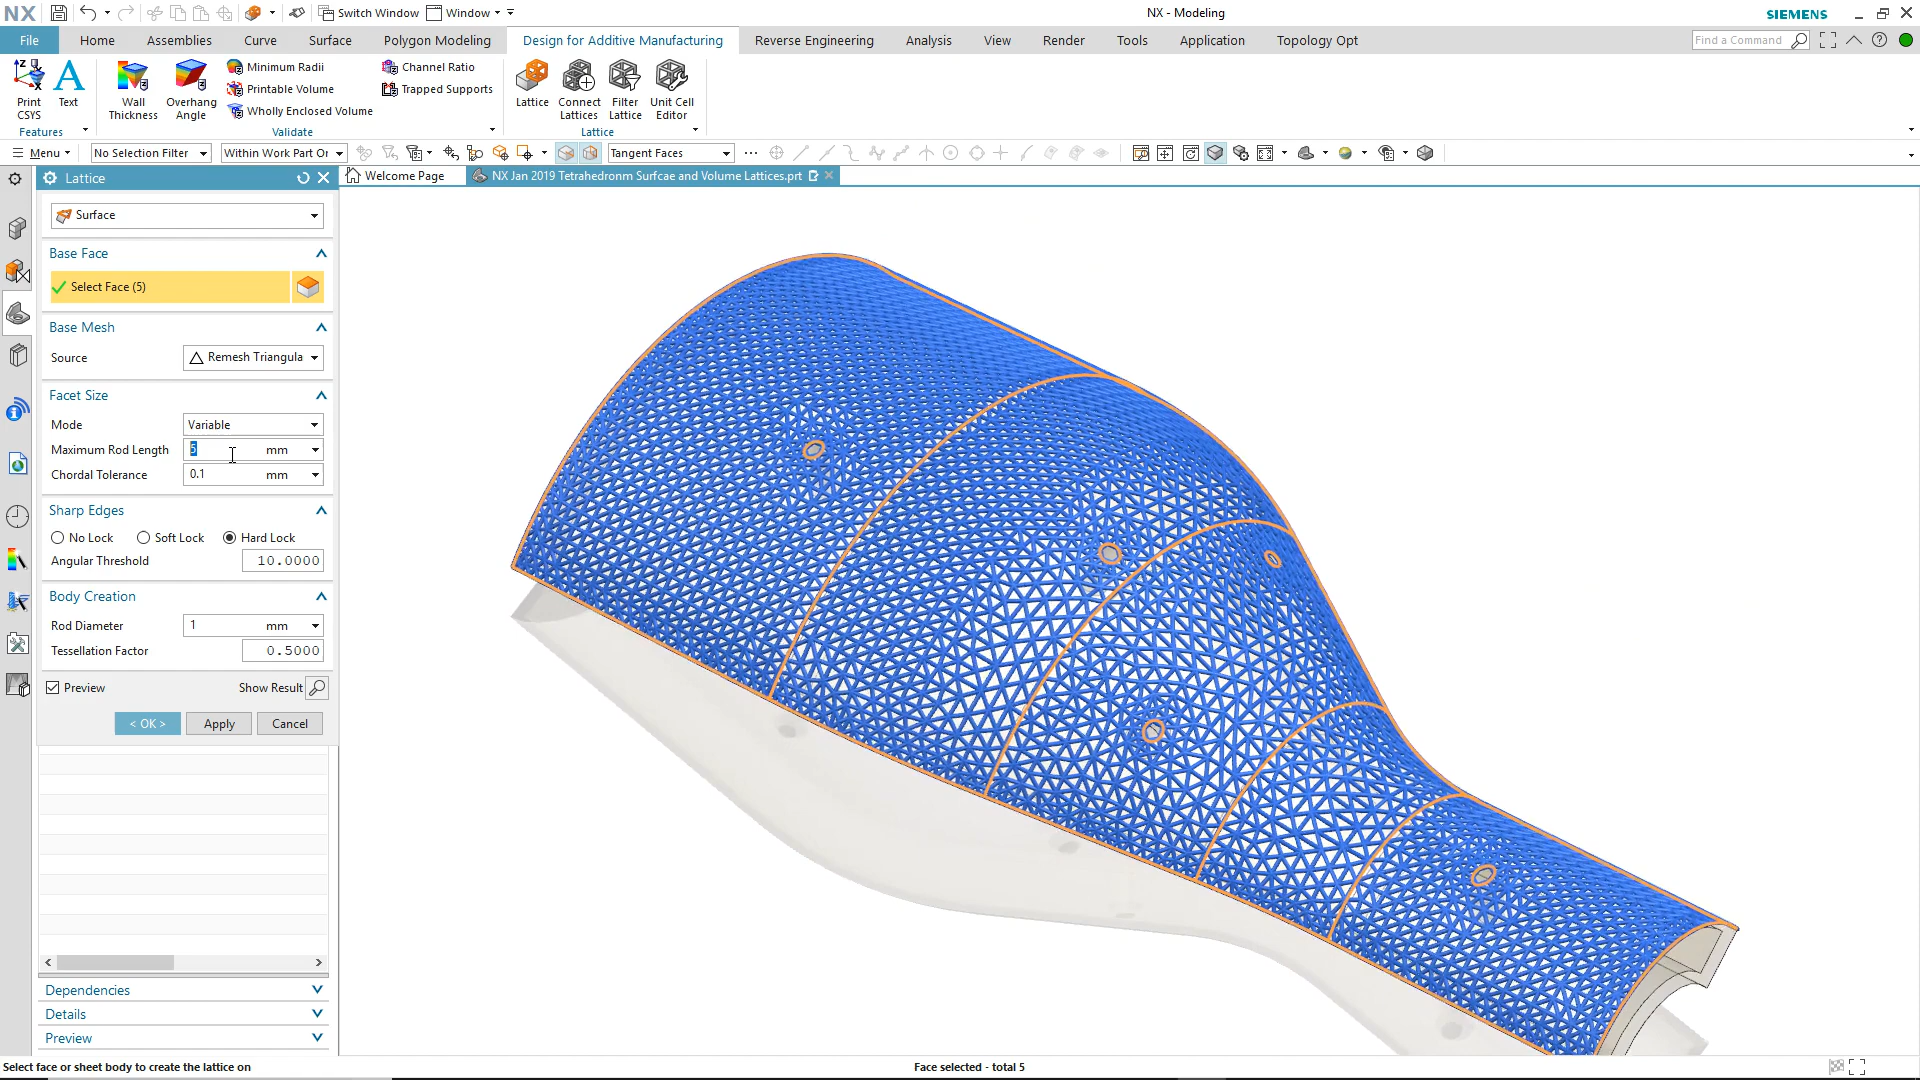 NX
Switch Window
Window
NX - Modeling
SIEMENS
File
Home
Assemblies
Curve
Surface
Polygon Modeling
Design for Additive Manufacturing
Reverse Engineering
Analysis
View
Render
Tools
Application
Topology Opt
Find a Command
Print CSYS
Text
Wall Thickness
Overhang Angle
Minimum Radii
Printable Volume
Wholly Enclosed Volume
Channel Ratio
Trapped Supports
Lattice
Connect Lattices
Filter Lattice
Unit Cell Editor
Features
Validate
Lattice
Menu
No Selection Filter
Within Work Part Or
Tangent Faces
Lattice
Welcome Page
NX Jan 2019 Tetrahedronm Surfcae and Volume Lattices.prt
Surface
Base Face
Select Face (5)
Base Mesh
Source
Remesh Triangula
Facet Size
Mode
Variable
Maximum Rod Length
5
mm
Chordal Tolerance
0.1
mm
Sharp Edges
No Lock
Soft Lock
Hard Lock
Angular Threshold
10.0000
Body Creation
Rod Diameter
1
mm
Tessellation Factor
0.5000
Preview
Show Result
< OK >
Apply
Cancel
Dependencies
Details
Preview
Select face or sheet body to create the lattice on
Face selected - total 5